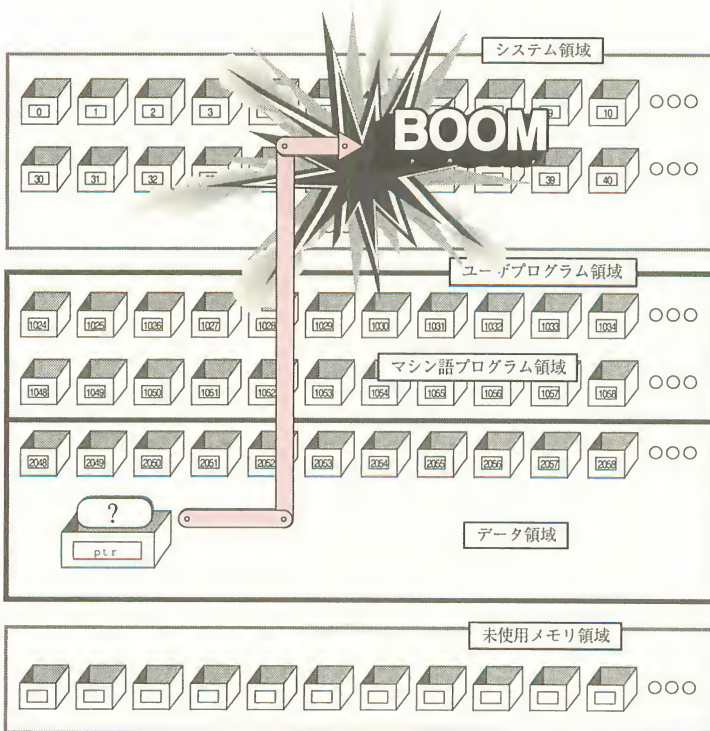 システム領域
0 1 2 3 10 ○○○
BOOM
30 31 32 39 40 ○○○
ユーザプログラム領域
1024 1025 1026 1027 1028 1029 1030 1031 1032 1033 1034 ○○○
マシン語プログラム領域
1048 1049 1050 1051 1052 1053 1054 1055 1056 1057 1058 ○○○
2048 2049 2050 2051 2052 2053 2054 2055 2056 2057 2058 ○○○
?
ptr
データ領域
未使用メモリ領域
○○○